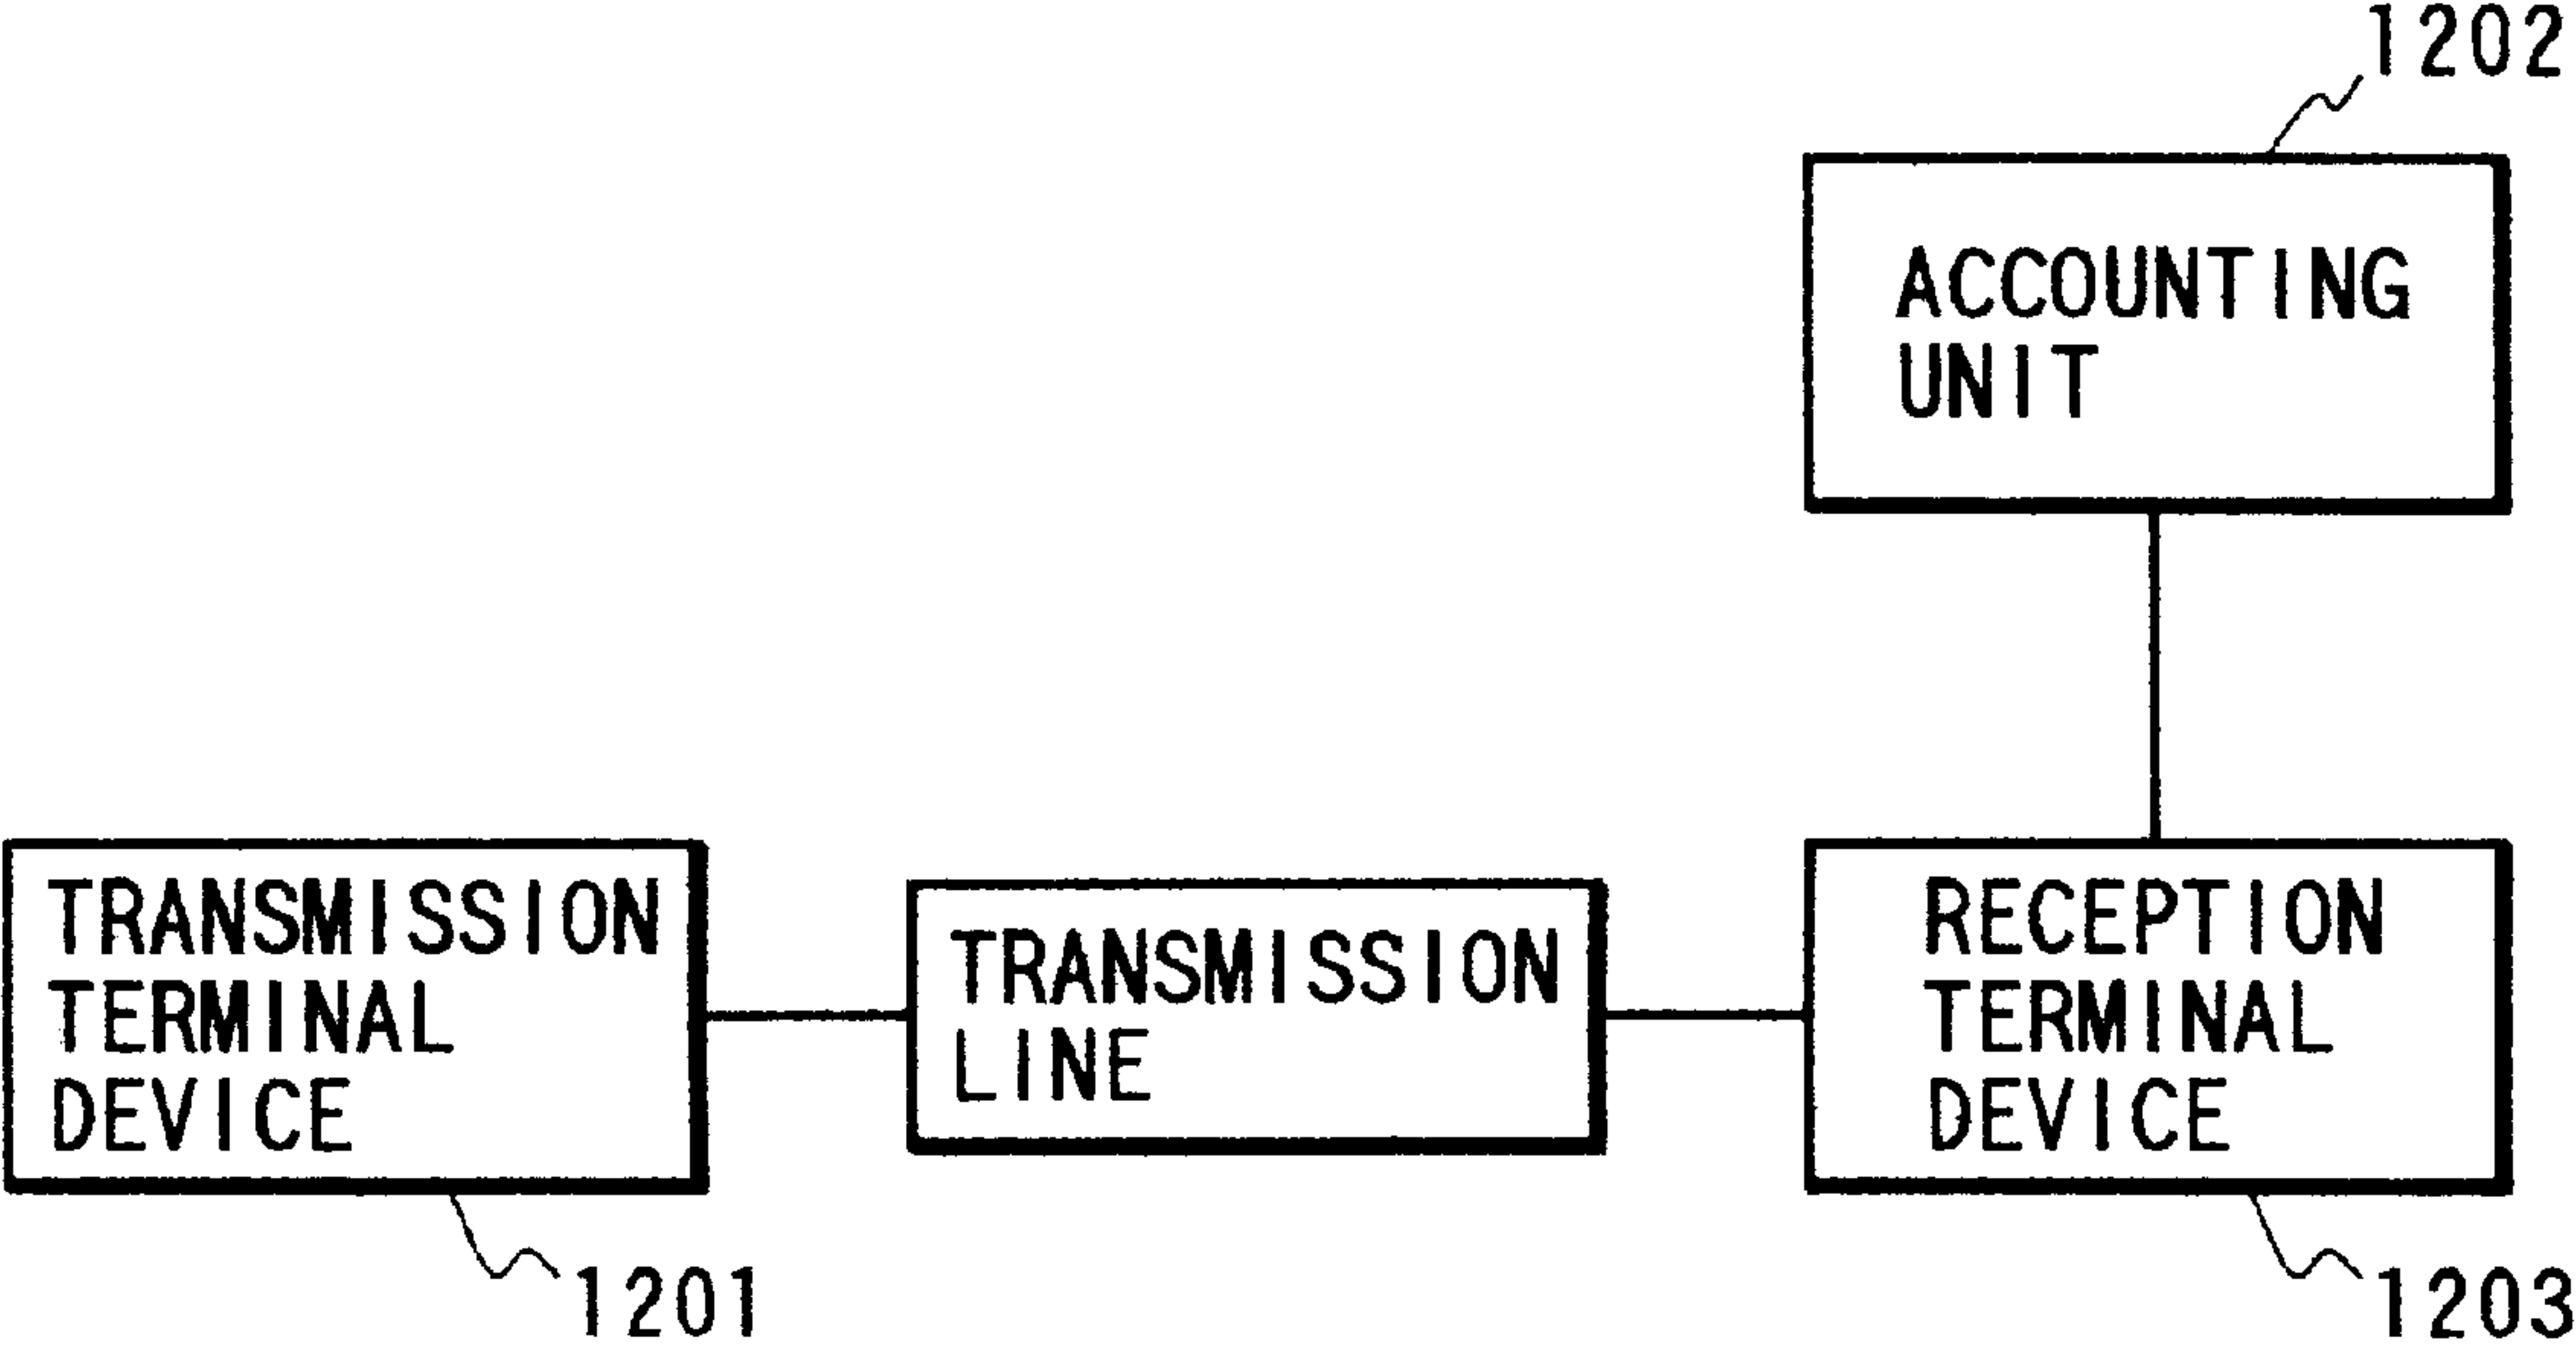 1202
ACCOUNTING
UNIT
TRANSMISSION
TERMINAL
DEVICE
TRANSMISSION
LINE
RECEPTION
TERMINAL
DEVICE
1201
1203